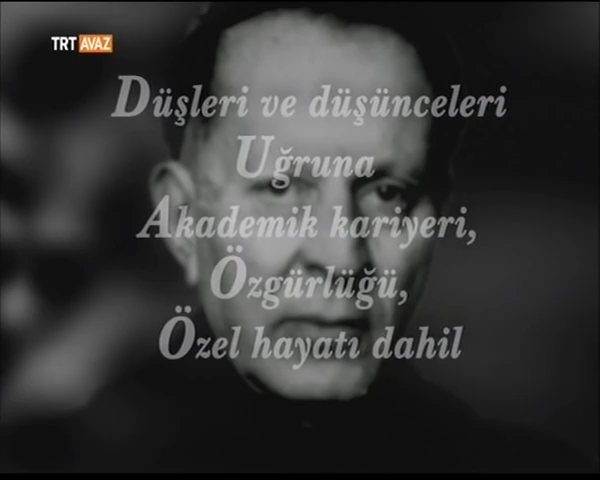 TRT AVAZ
Düşleri ve düşünceleri
Uğruna
Akademik kariyeri,
Özgürlüğü,
Özel hayatı dahil